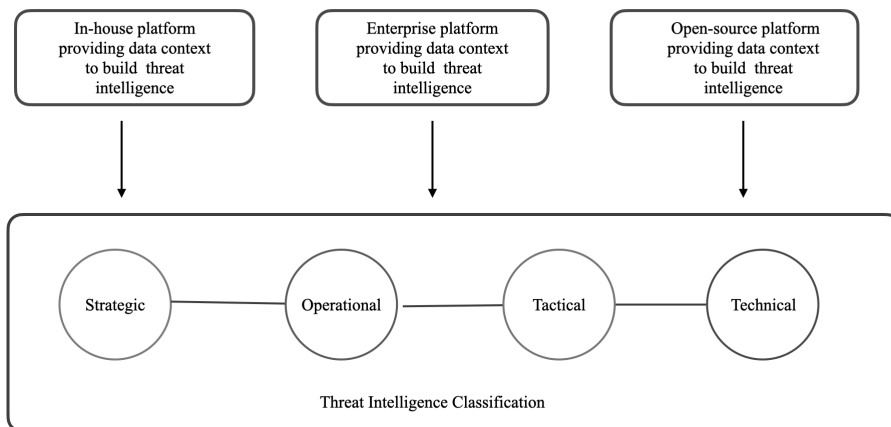 In-house platform
providing data context
to build threat
intelligence
Enterprise platform
providing data context
to build threat
intelligence
Open-source platform
providing data context
to build threat
intelligence
Strategic
Operational
Tactical
Technical
Threat Intelligence Classification